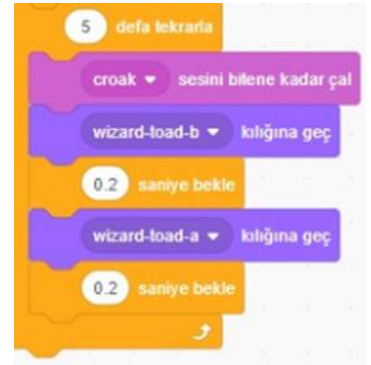 5 defa tekrarla
croak sesini bitene kadar çal
wizard-toad-b kılığına geç
0.2 saniye bekle
wizard-toad-a kılığına geç
0.2 saniye bekle